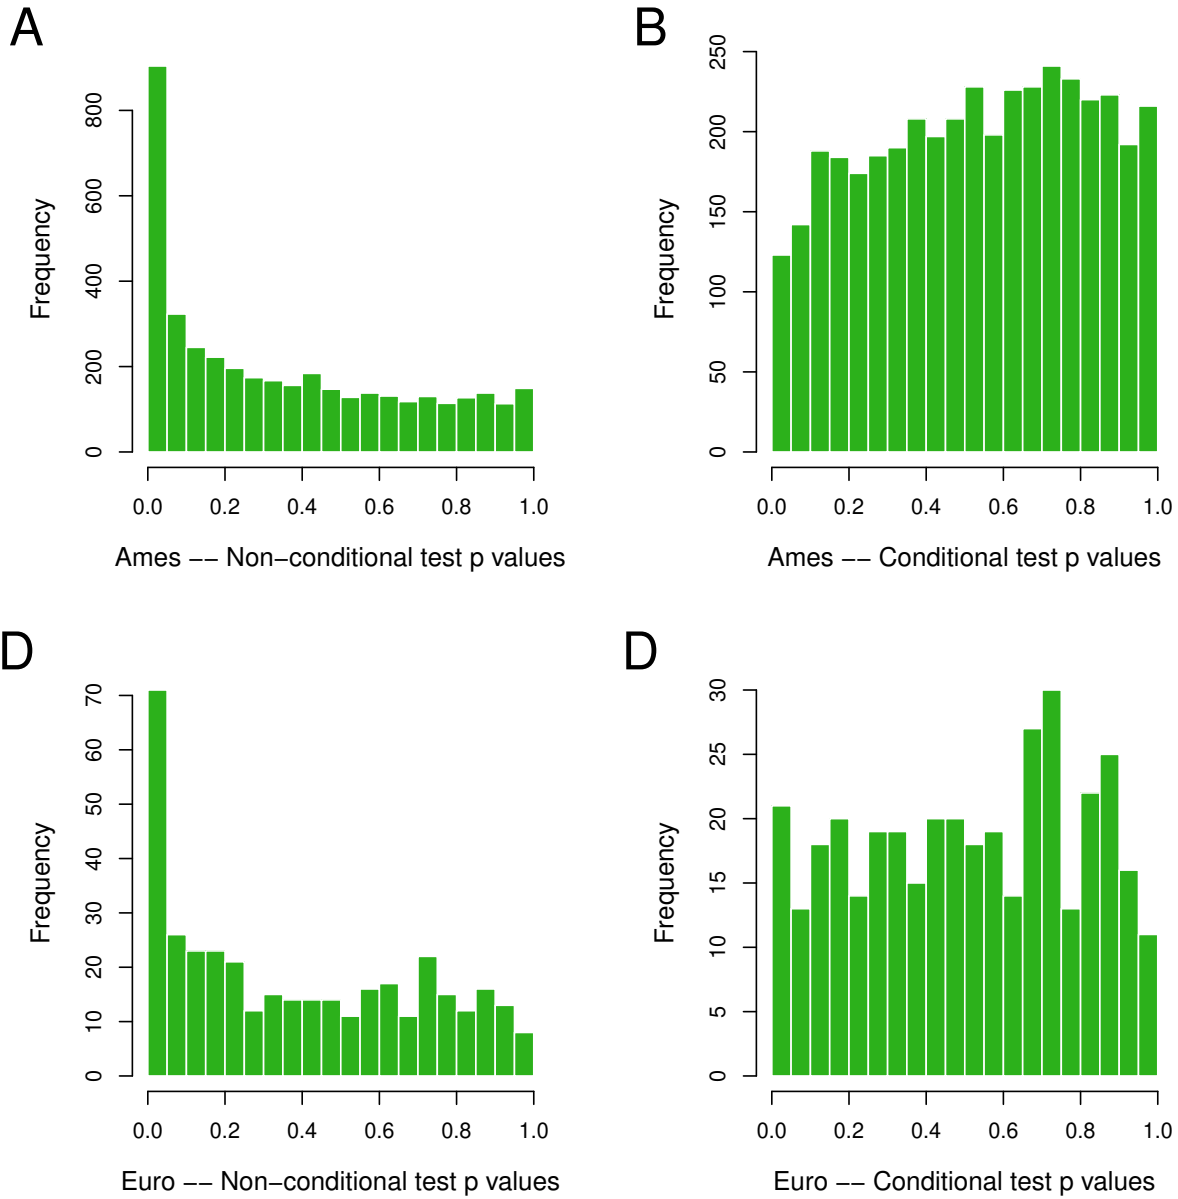 A
Frequency
0
200
400
600
800
0.0 0.2 0.4 0.6 0.8 1.0
Ames −− Non−conditional test p values
B
Frequency
0
50
100
150
200
250
0.0 0.2 0.4 0.6 0.8 1.0
Ames −− Conditional test p values
D
Frequency
0
10
20
30
40
50
60
70
0.0 0.2 0.4 0.6 0.8 1.0
Euro −− Non−conditional test p values
D
Frequency
0
5
10
15
20
25
30
0.0 0.2 0.4 0.6 0.8 1.0
Euro −− Conditional test p values